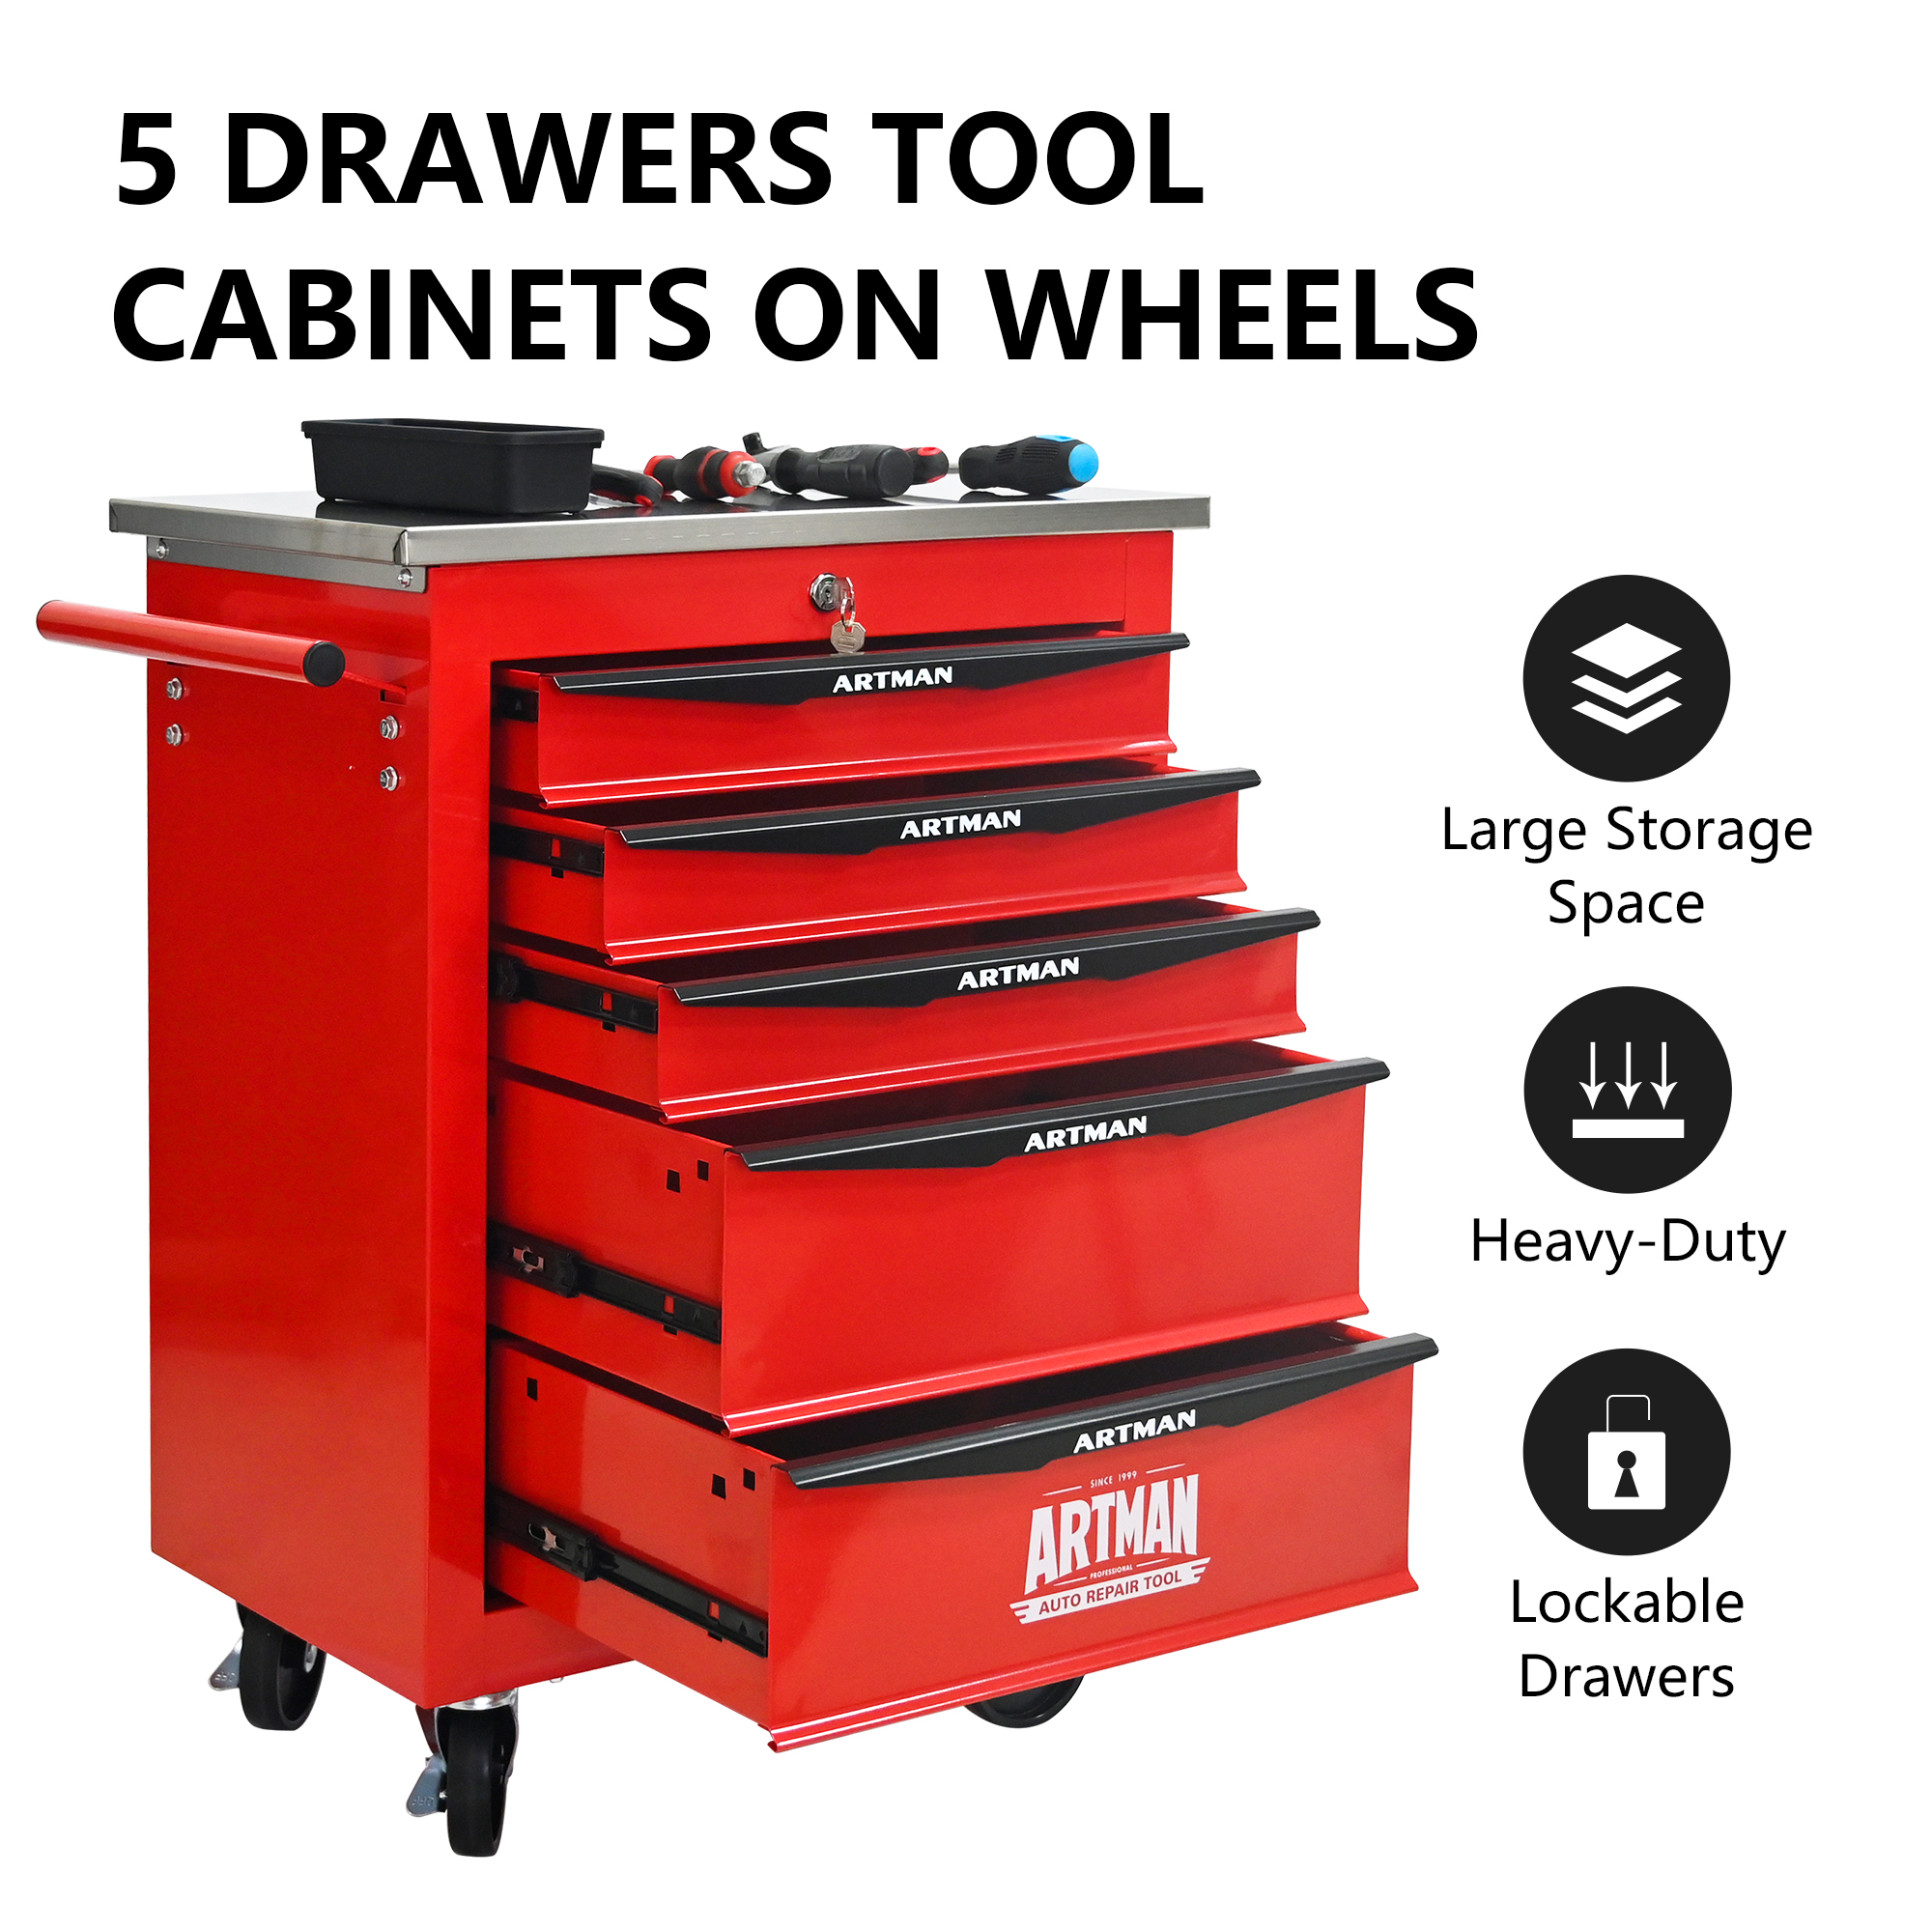 5 DRAWERS TOOL
CABINETS ON WHEELS
ARTMAN
ARTMAN
ARTMAN
ARTMAN
ARTMAN
SINCE 1999
ARTMAN
PROFESSIONAL
AUTO REPAIR TOOL
Large Storage
Space
Heavy-Duty
Lockable
Drawers